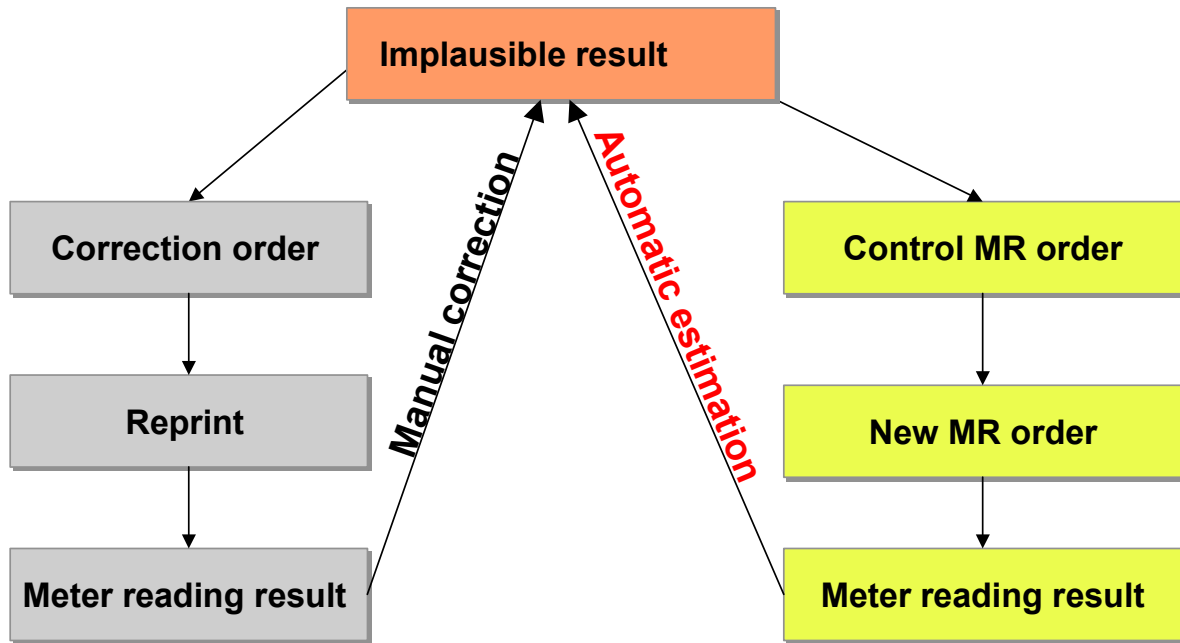 Implausible result
Correction order
Reprint
Meter reading result
Manual correction
Automatic estimation
Control MR order
New MR order
Meter reading result